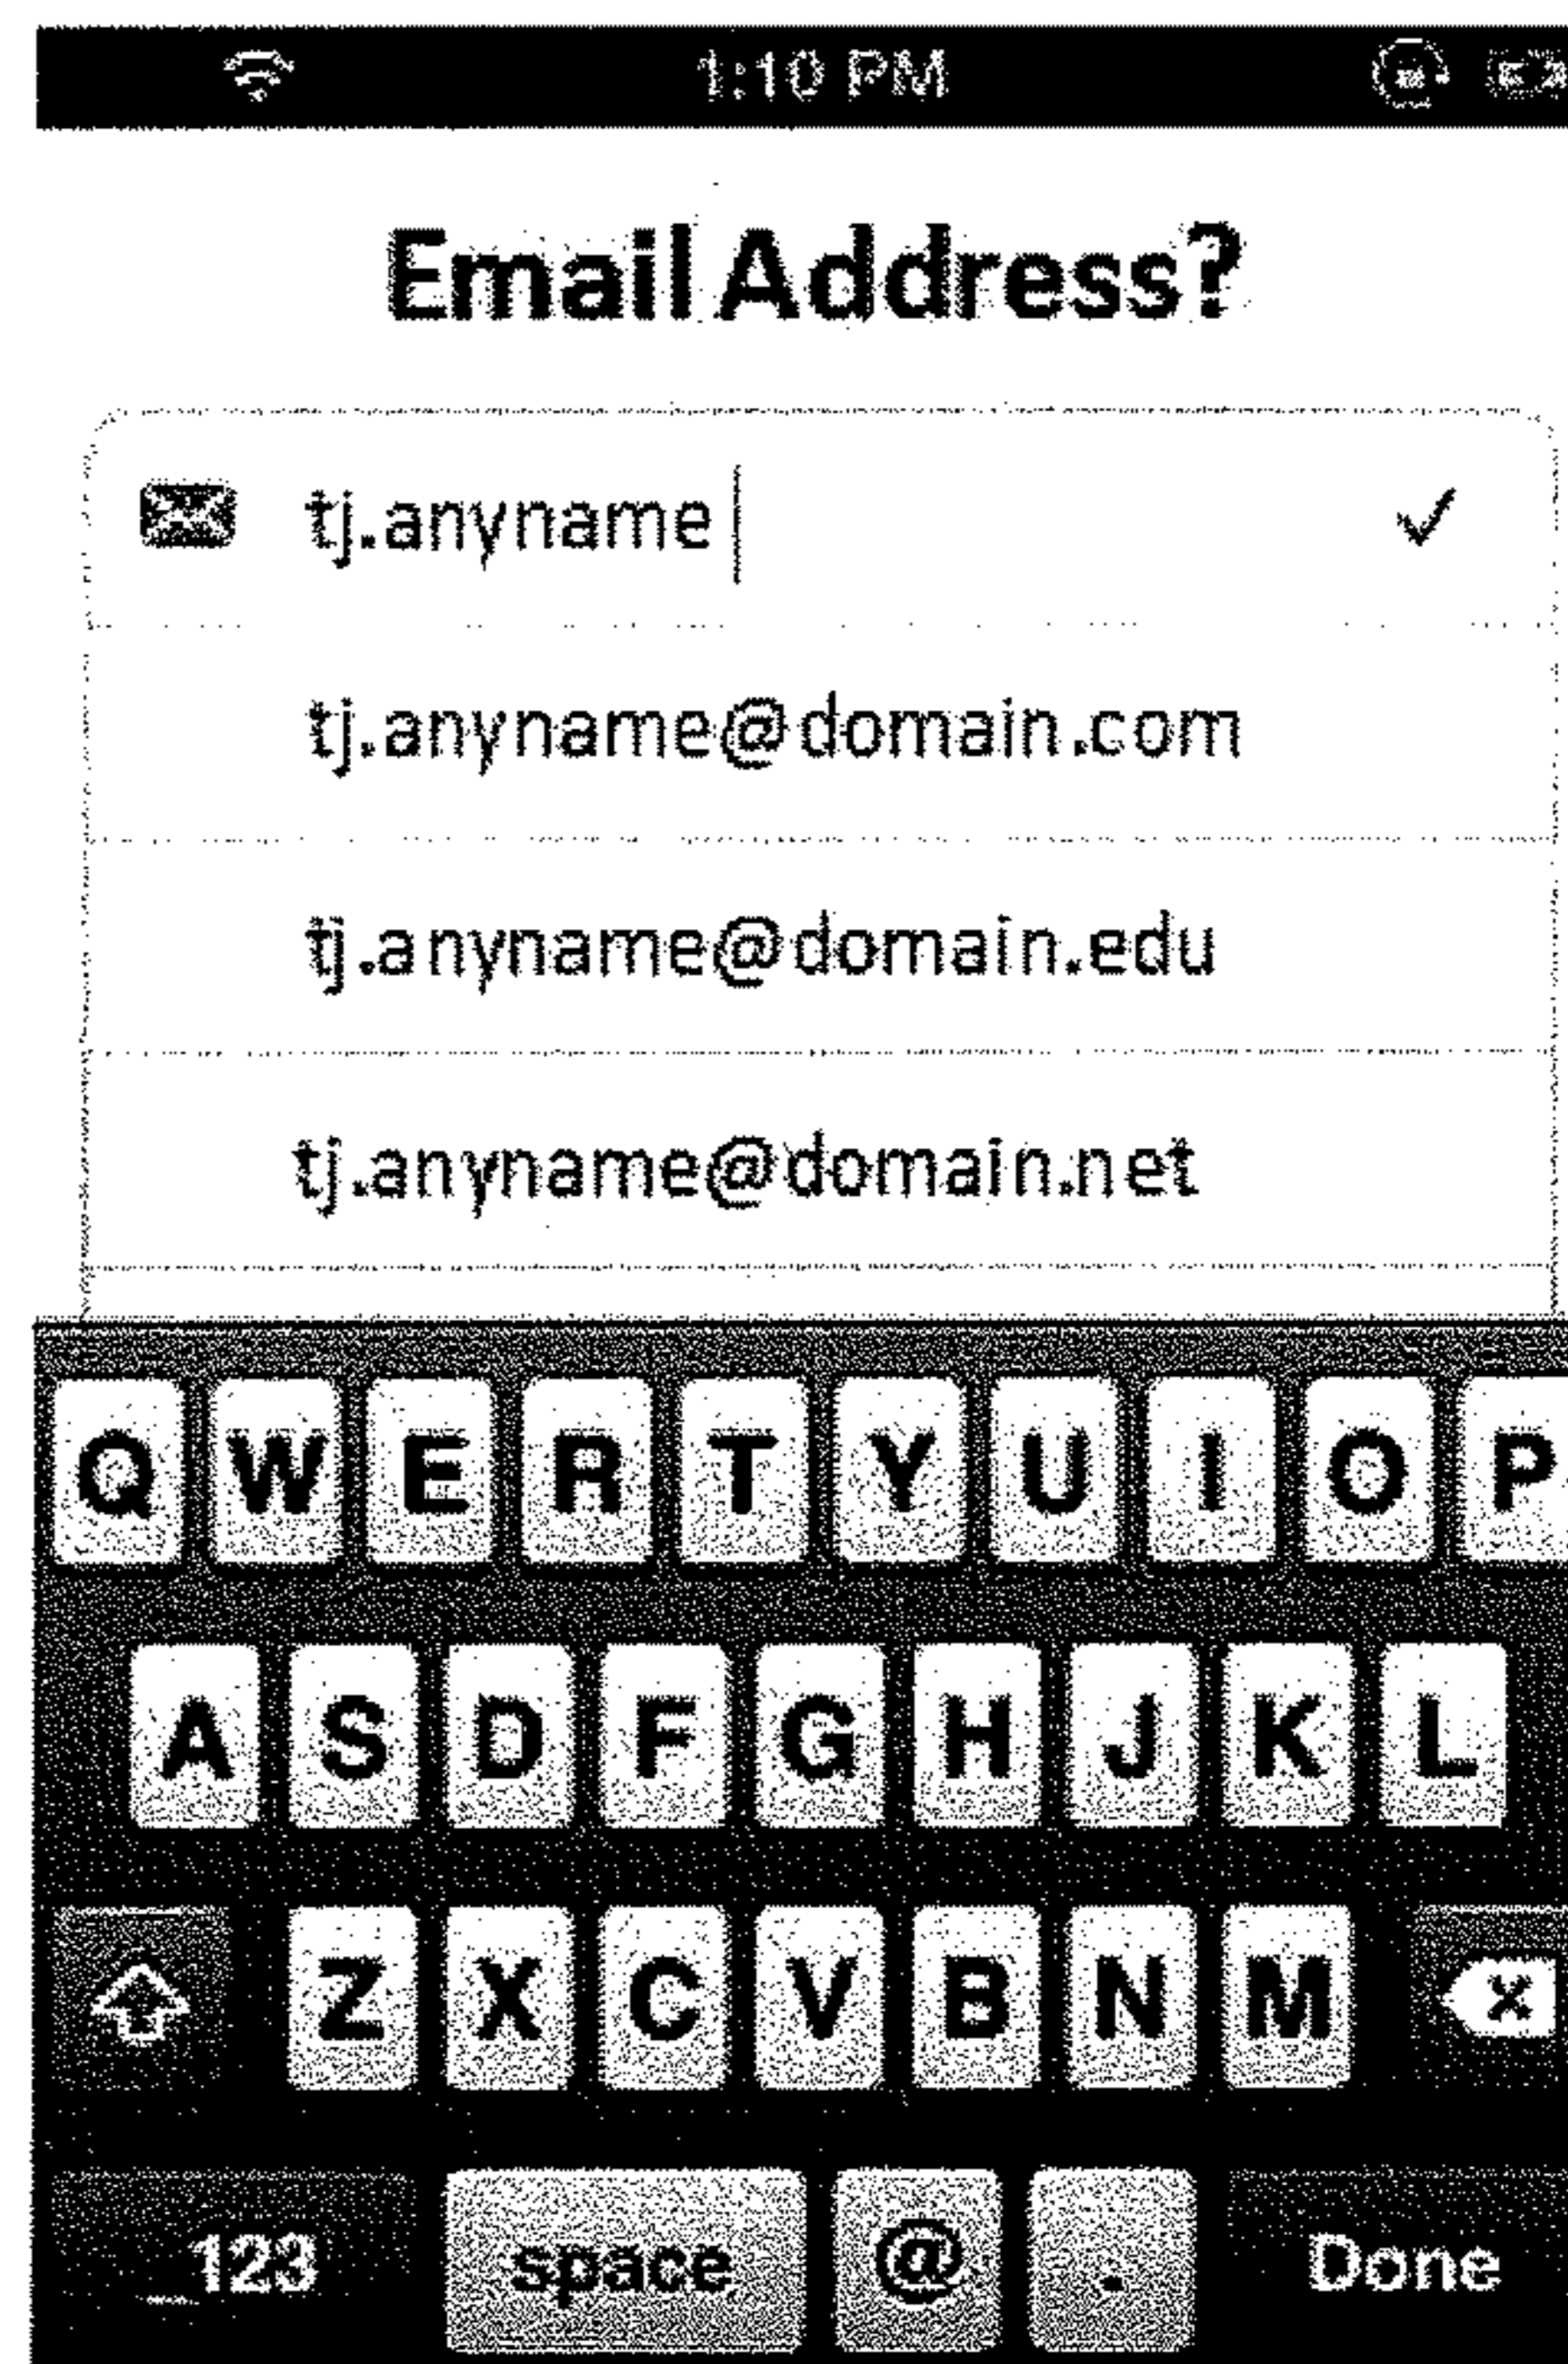 1:10 PM
Email Address?
tj.anyname
tj.anyname@domain.com
tj.anyname@domain.edu
tj.anyname@domain.net
Q W E R T Y U I O P
A S D F G H J K L
Z X C V B N M
123 space @ . Done